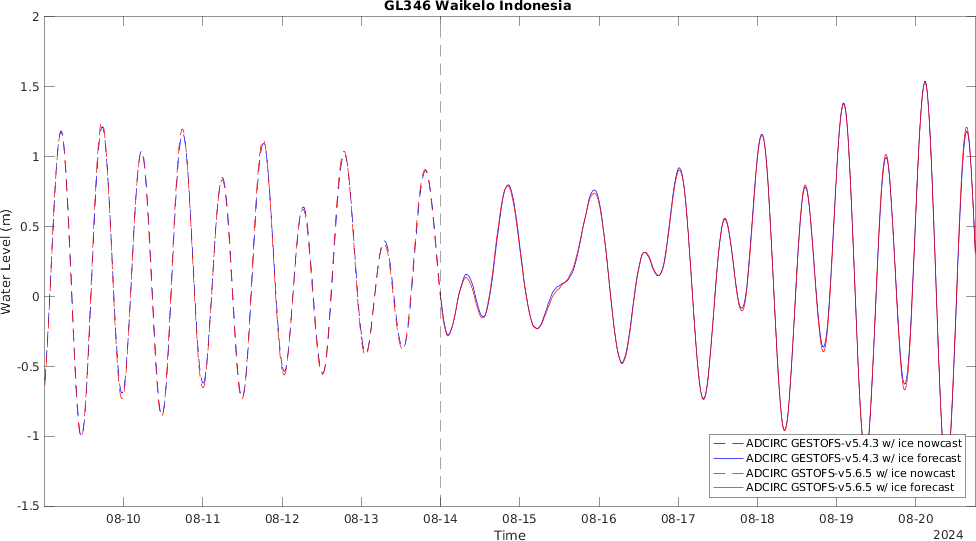 GL346 Waikelo Indonesia
2
1.5
1
0.5
0
-0.5
-1
-1.5
Water Level (m)
ADCIRC GESTOFS-v5.4.3 w/ ice nowcast
ADCIRC GESTOFS-v5.4.3 w/ ice forecast
ADCIRC GSTOFS-v5.6.5 w/ ice nowcast
ADCIRC GSTOFS-v5.6.5 w/ ice forecast
08-10 08-11 08-12 08-13 08-14 08-15 08-16 08-17 08-18 08-19 08-20
Time
2024